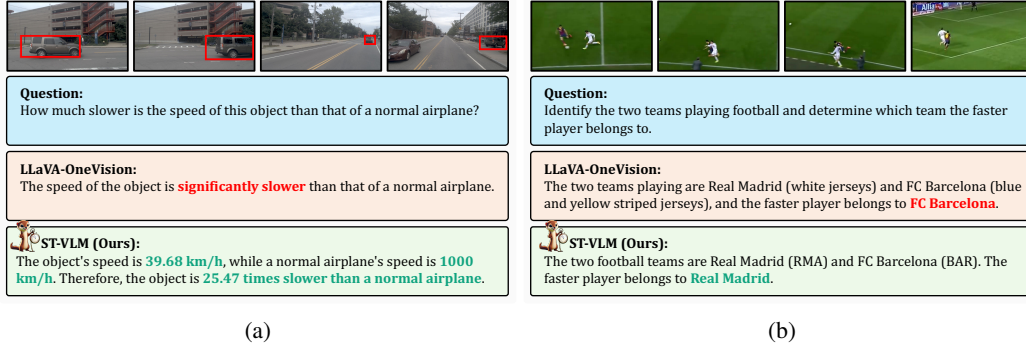 Question:
How much slower is the speed of this object than that of a normal airplane?
LLaVA-OneVision:
The speed of the object is significantly slower than that of a normal airplane.
ST-VLM (Ours):
The object's speed is 39.68 km/h, while a normal airplane's speed is 1000
km/h. Therefore, the object is 25.47 times slower than a normal airplane.
(a)
Question:
Identify the two teams playing football and determine which team the faster
player belongs to.
LLaVA-OneVision:
The two teams playing are Real Madrid (white jerseys) and FC Barcelona (blue
and yellow striped jerseys), and the faster player belongs to FC Barcelona.
ST-VLM (Ours):
The two football teams are Real Madrid (RMA) and FC Barcelona (BAR). The
faster player belongs to Real Madrid.
(b)